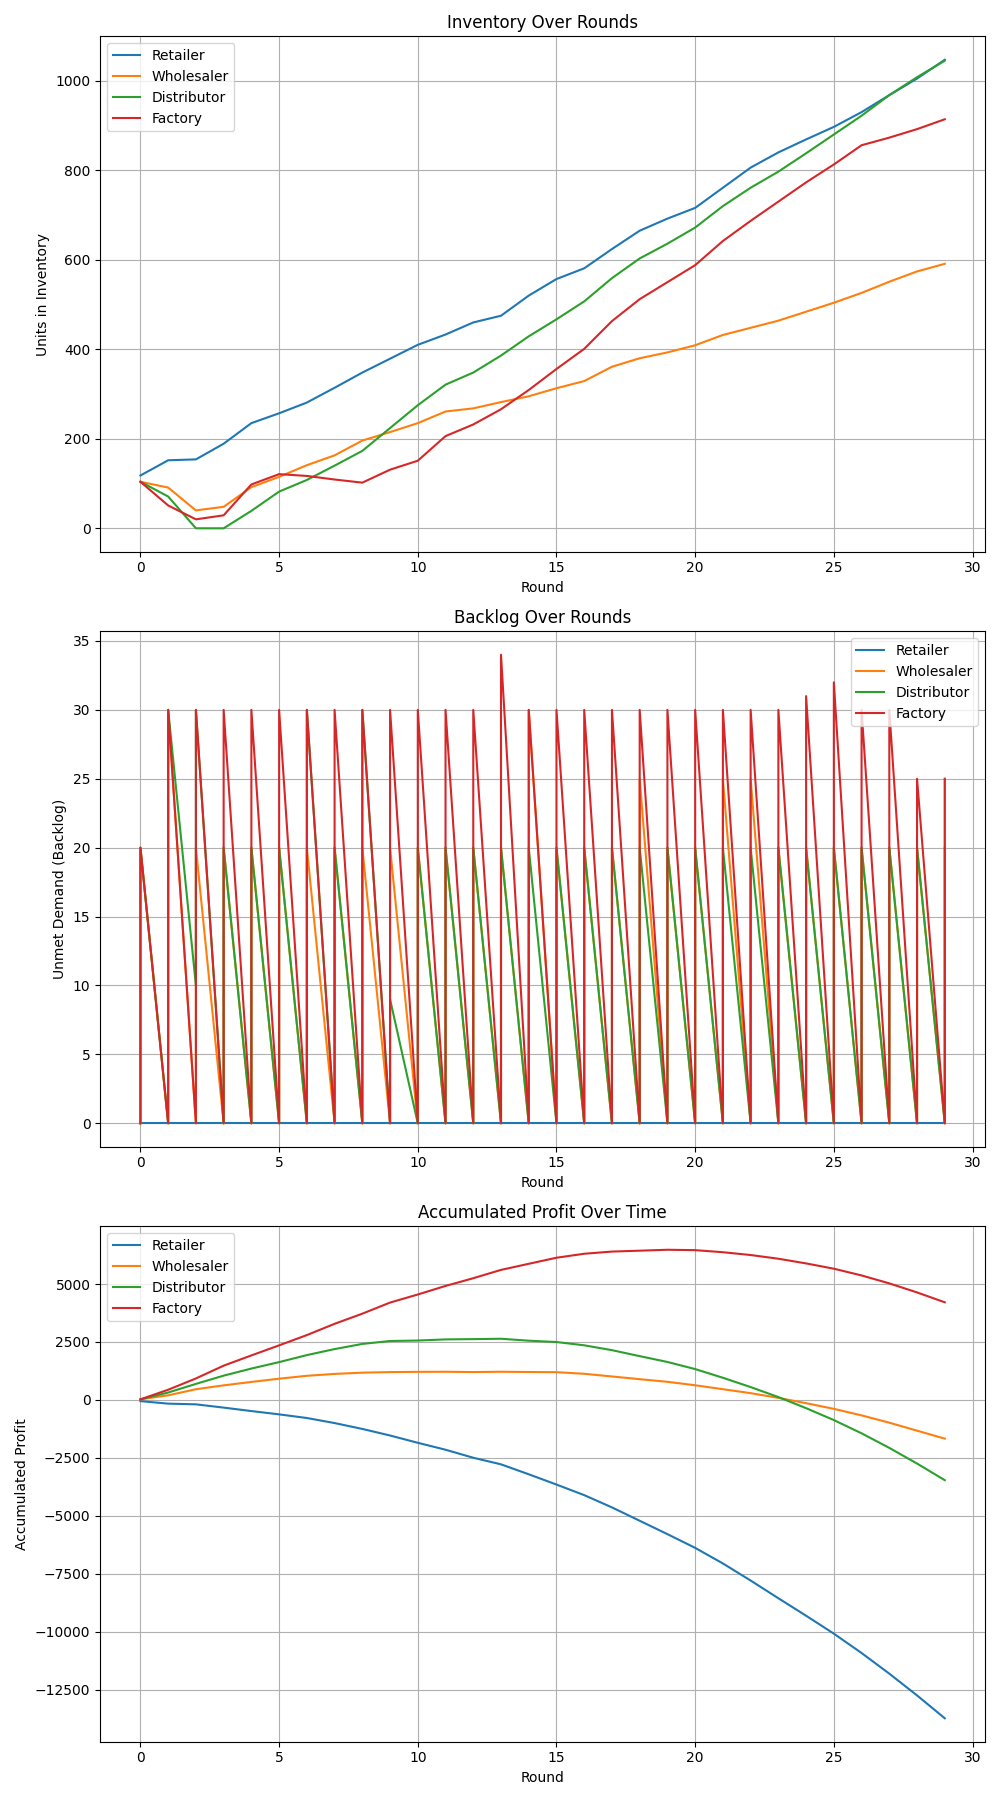 Inventory Over Rounds
Retailer
Wholesaler
Distributor
Factory
Units in Inventory
1000
800
600
400
200
0
0 5 10 15 20 25 30
Round
Backlog Over Rounds
Retailer
Wholesaler
Distributor
Factory
Unmet Demand (Backlog)
35
30
25
20
15
10
5
0
0 5 10 15 20 25 30
Round
Accumulated Profit Over Time
Retailer
Wholesaler
Distributor
Factory
Accumulated Profit
5000
2500
0
−2500
−5000
−7500
−10000
−12500
0 5 10 15 20 25 30
Round